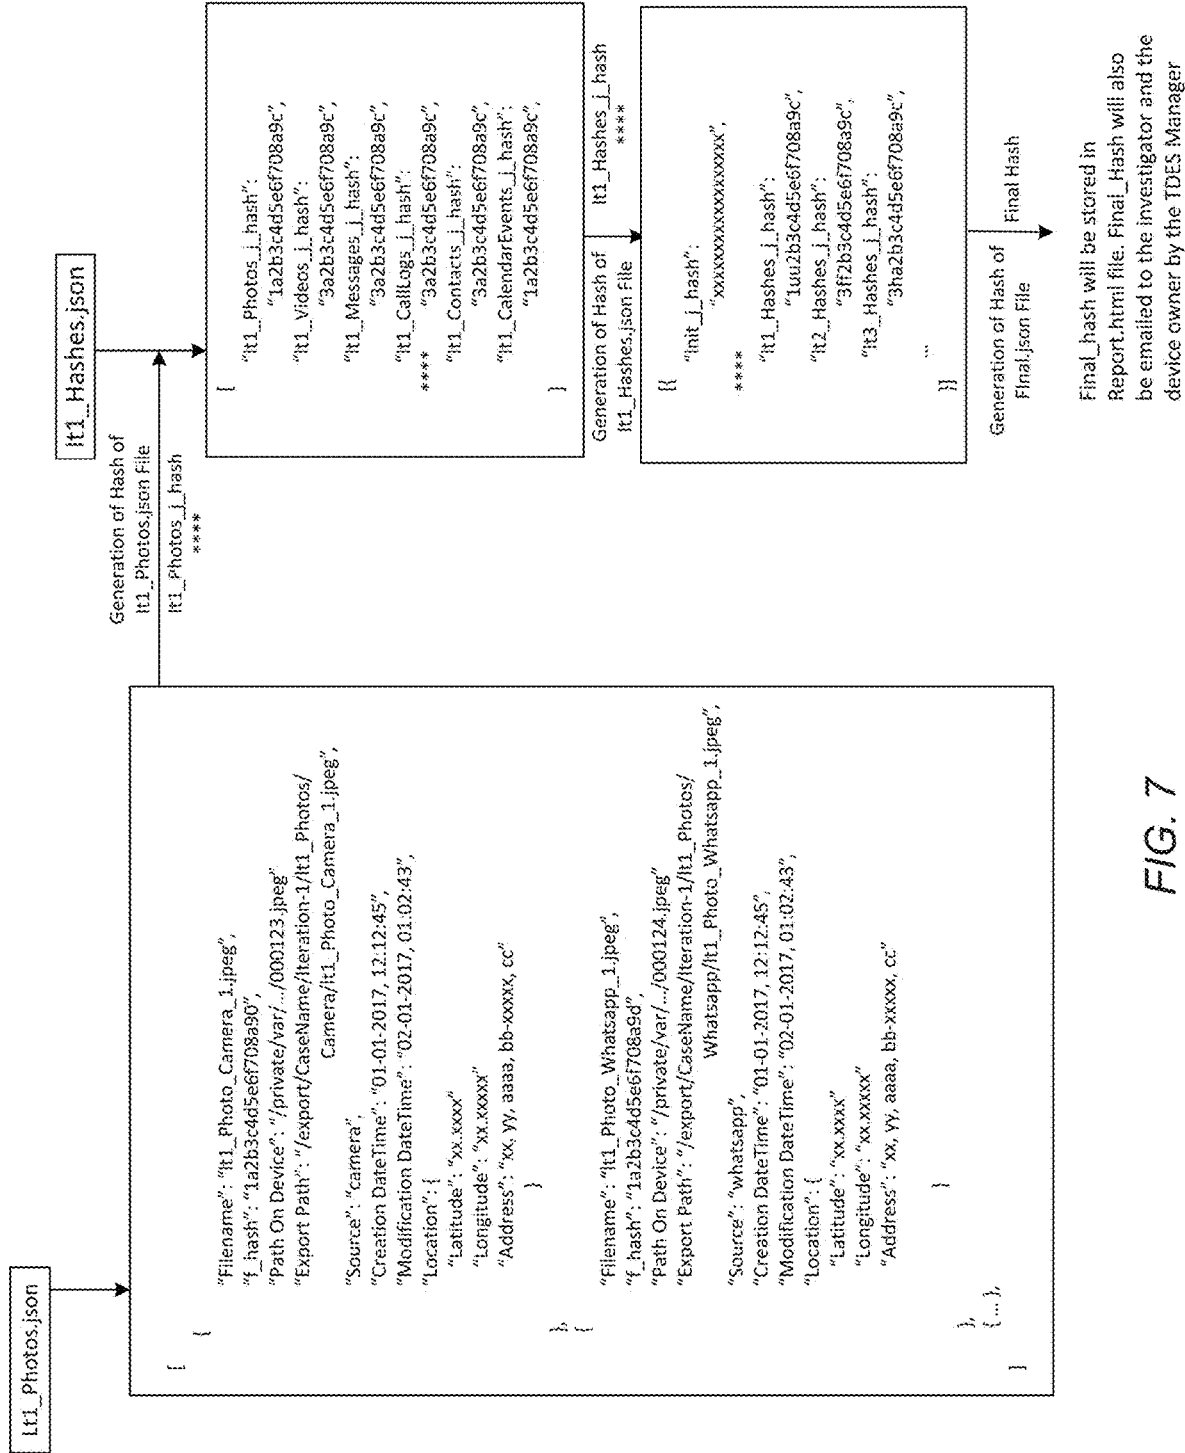 Lt1_Photos.json
[
{
"Filename": "It1_Photo_Camera_1.jpeg",
"f_hash": "1a2b3c4d5e6f708a90",
"Path On Device": "/private/var/.../000123.jpeg"
"Export Path": "/export/CaseName/Iteration-1/It1_Photos/
Camera/It1_Photo_Camera_1.jpeg",
"Source": "camera",
"Creation DateTime": "01-01-2017, 12:12:45",
"Modification DateTime": "02-01-2017, 01:02:43",
"Location": {
"Latitude": "xx.xxxx"
"Longitude": "xx.xxxxx"
"Address": "xx, yy, aaaa, bb-xxxxx, cc"
}
},
{
"Filename": "It1_Photo_Whatsapp_1.jpeg",
"f_hash": "1a2b3c4d5e6f708a9d",
"Path On Device": "/private/var/.../000124.jpeg"
"Export Path": "/export/CaseName/Iteration-1/It1_Photos/
Whatsapp/It1_Photo_Whatsapp_1.jpeg",
"Source": "whatsapp",
"Creation DateTime": "01-01-2017, 12:12:45",
"Modification DateTime": "02-01-2017, 01:02:43",
"Location": {
"Latitude": "xx.xxxx"
"Longitude": "xx.xxxxx"
"Address": "xx, yy, aaaa, bb-xxxxx, cc"
}
},
{ ... },
]
Generation of Hash of
It1_Photos.json File
It1_Photos_j_hash
****
It1_Hashes.json
[
"It1_Photos_j_hash":
"1a2b3c4d5e6f708a9c",
"It1_Videos_j_hash":
"3a2b3c4d5e6f708a9c",
"It1_Messages_j_hash":
"3a2b3c4d5e6f708a9c",
"It1_CallLogs_j_hash":
**** "3a2b3c4d5e6f708a9c",
"It1_Contacts_j_hash":
"3a2b3c4d5e6f708a9c",
"It1_CalendarEvents_j_hash":
"1a2b3c4d5e6f708a9c",
]
Generation of Hash of
It1_Hashes.json File
It1_Hashes_j_hash
****
[{
"Init_j_hash":
"xxxxxxxxxxxxxxxxxx",
****
"It1_Hashes_j_hash":
"1uu2b3c4d5e6f708a9c",
"It2_Hashes_j_hash":
"3ff2b3c4d5e6f708a9c",
"It3_Hashes_j_hash":
"3ha2b3c4d5e6f708a9c",
...
}]
Generation of Hash of
Final.json File
Final Hash
Final_hash will be stored in
Report.html file. Final_Hash will also
be emailed to the investigator and the
device owner by the TDES Manager
FIG. 7